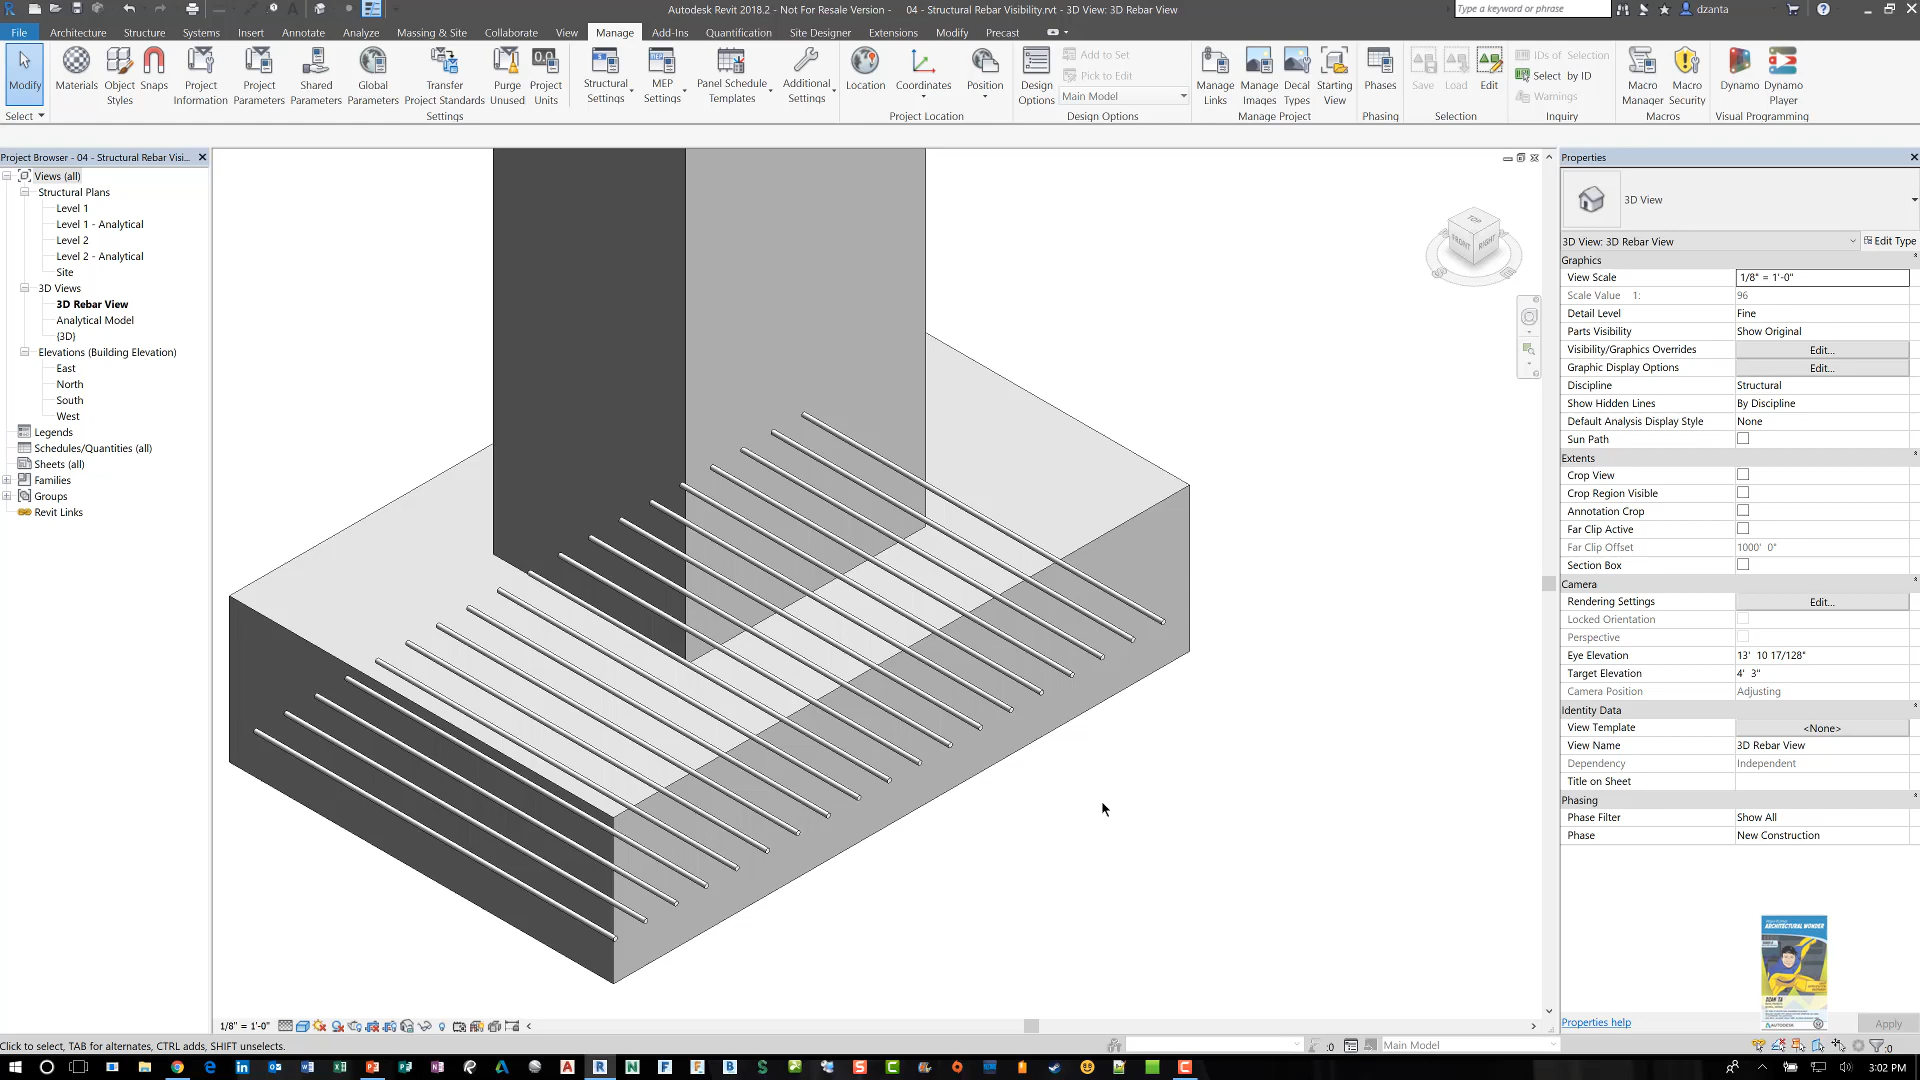 Autodesk Revit 2018.2 - Not For Resale Version - 04 - Structural Rebar Visibility.rvt - 3D View: 3D Rebar View
Type a keyword or phrase
dzanta
File Architecture Structure Systems Insert Annotate Analyze Massing & Site Collaborate View Manage Add-Ins Quantification Site Designer Extensions Modify Precast
Modify
Materials
Object Styles
Snaps
Project Information
Project Parameters
Shared Parameters
Global Parameters
Transfer Project Standards
Purge Unused
Project Units
Structural Settings
MEP Settings
Panel Schedule Templates
Additional Settings
Location
Coordinates
Position
Design Options
Add to Set
Pick to Edit
Main Model
Manage Links
Manage Images
Decal Types
Starting View
Phases
Save
Load
Edit
IDs of Selection
Select by ID
Warnings
Macro Manager
Macro Security
Dynamo
Dynamo Player
Select
Settings
Project Location
Design Options
Manage Project
Phasing
Selection
Inquiry
Macros
Visual Programming
Project Browser - 04 - Structural Rebar Visi...
Views (all)
Structural Plans
Level 1
Level 1 - Analytical
Level 2
Level 2 - Analytical
Site
3D Views
3D Rebar View
Analytical Model
{3D}
Elevations (Building Elevation)
East
North
South
West
Legends
Schedules/Quantities (all)
Sheets (all)
Families
Groups
Revit Links
TOP
FRONT
RIGHT
Properties
3D View
3D View: 3D Rebar View
Edit Type
Graphics
View Scale 1/8" = 1'-0"
Scale Value 1: 96
Detail Level Fine
Parts Visibility Show Original
Visibility/Graphics Overrides Edit...
Graphic Display Options Edit...
Discipline Structural
Show Hidden Lines By Discipline
Default Analysis Display Style None
Sun Path
Extents
Crop View
Crop Region Visible
Annotation Crop
Far Clip Active
Far Clip Offset 1000' 0"
Section Box
Camera
Rendering Settings Edit...
Locked Orientation
Perspective
Eye Elevation 13' 10 17/128"
Target Elevation 4' 3"
Camera Position Adjusting
Identity Data
View Template <None>
View Name 3D Rebar View
Dependency Independent
Title on Sheet
Phasing
Phase Filter Show All
Phase New Construction
ARCHITECTURAL WONDER
AUTODESK
Properties help
Apply
1/8" = 1'-0"
Click to select, TAB for alternates, CTRL adds, SHIFT unselects.
:0
Main Model
:0
3:02 PM